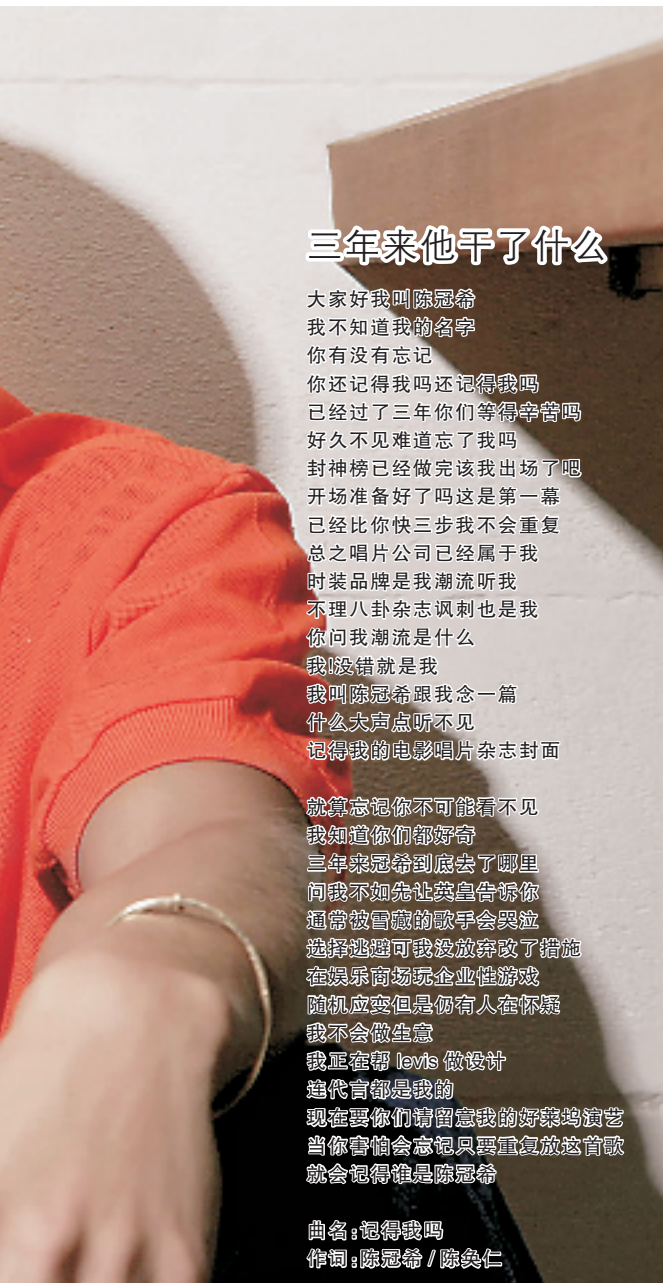 三年来他干了什么
大家好我叫陈冠希
我不知道我的名字
你有没有忘记
你还记得我吗还记得我吗
已经过了三年你们等得辛苦吗
好久不见难道忘了我吗
封神榜已经做完该我出场了吧
开场准备好了吗这是第一幕
已经比你快三步我不会重复
总之唱片公司已经属于我
时装品牌是我潮流听我
不理八卦杂志讽刺也是我
你问我潮流是什么
我!没错就是我
我叫陈冠希跟我念一篇
什么大声点听不见
记得我的电影唱片杂志封面
就算忘记你不可能看不见
我知道你们都好奇
三年来冠希到底去了哪里
问我不如先让英皇告诉你
通常被雪藏的歌手会哭泣
选择逃避可我没放弃改了措施
在娱乐商场玩企业性游戏
随机应变但是仍有人在怀疑
我不会做生意
我正在帮 levis 做设计
连代言都是我的
现在要你们请留意我的好莱坞演艺
当你害怕会忘记只要重复放这首歌
就会记得谁是陈冠希
曲名:记得我吗
作词:陈冠希 / 陈奂仁